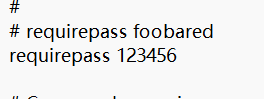 #
# requirepass foobared
requirepass 123456